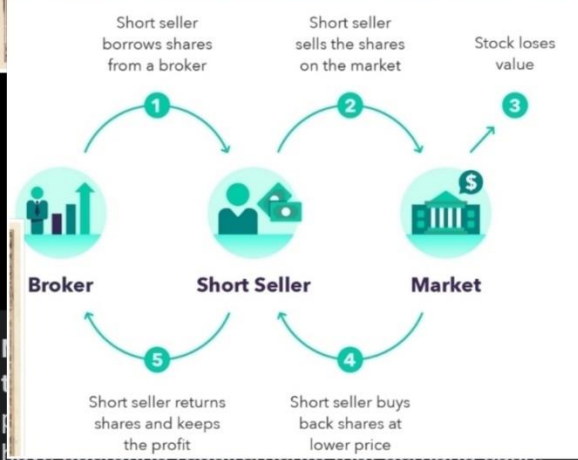 Short seller
borrows shares
from a broker
Short seller
sells the shares
on the market
Stock loses
value
1
2
3
$
Broker
Short Seller
Market
5
4
Short seller returns
shares and keeps
the profit
Short seller buys
back shares at
lower price